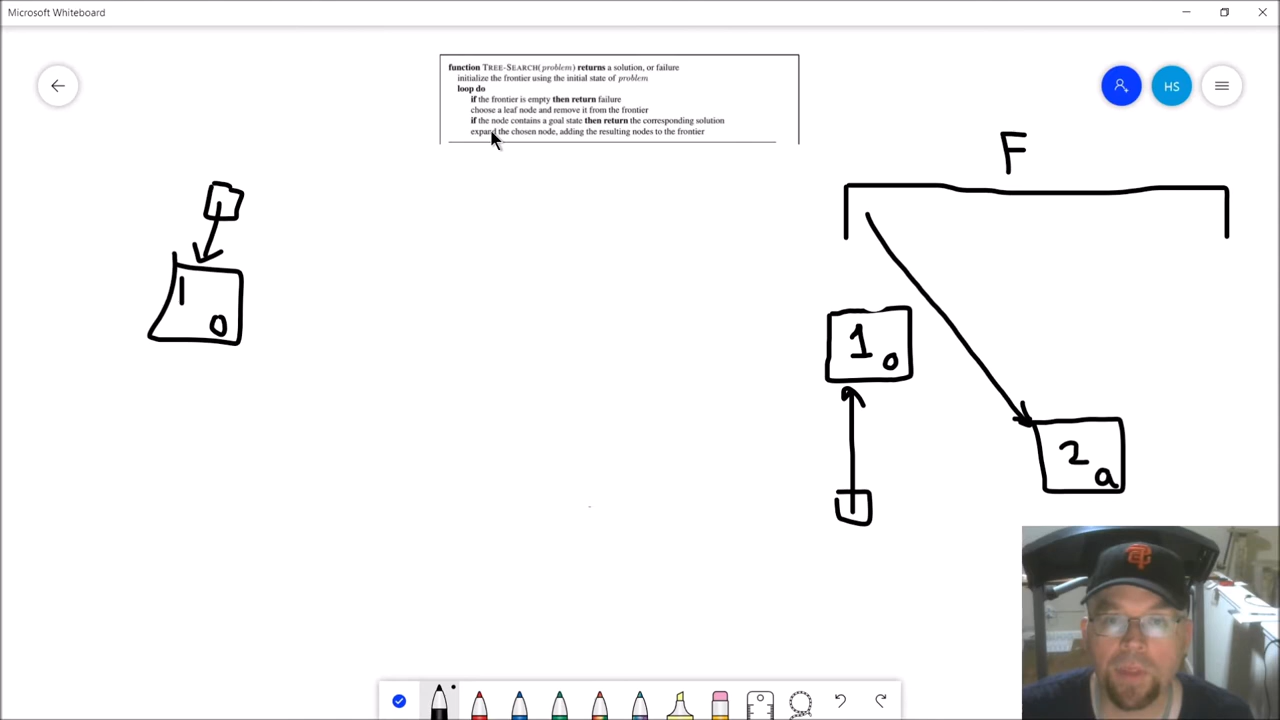 Microsoft Whiteboard
function TREE-SEARCH(problem) returns a solution, or failure
initialize the frontier using the initial state of problem
loop do
if the frontier is empty then return failure
choose a leaf node and remove it from the frontier
if the node contains a goal state then return the corresponding solution
expand the chosen node, adding the resulting nodes to the frontier
HS
F
1 0
1 0
2 a